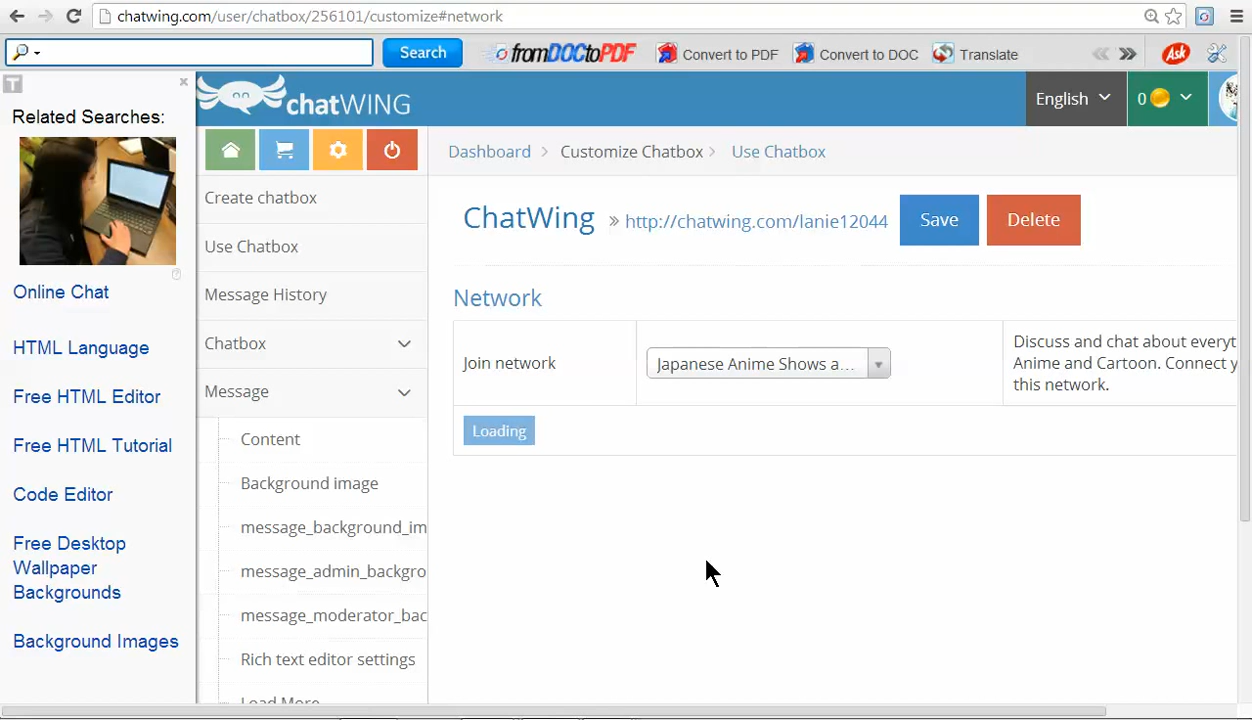 chatwing.com/user/chatbox/256101/customize#network
Search
fromDOCtoPDF
Convert to PDF
Convert to DOC
Translate
Ask
T
Related Searches:
Online Chat
HTML Language
Free HTML Editor
Free HTML Tutorial
Code Editor
Free Desktop
Wallpaper
Backgrounds
Background Images
chatWING
English
0
Create chatbox
Use Chatbox
Message History
Chatbox
Message
Content
Background image
message_background_im
message_admin_backgro
message_moderator_bac
Rich text editor settings
Load More
Dashboard
Customize Chatbox
Use Chatbox
ChatWing » http://chatwing.com/lanie12044
Save
Delete
Network
Join network
Japanese Anime Shows a...
Discuss and chat about everyt
Anime and Cartoon. Connect y
this network.
Loading